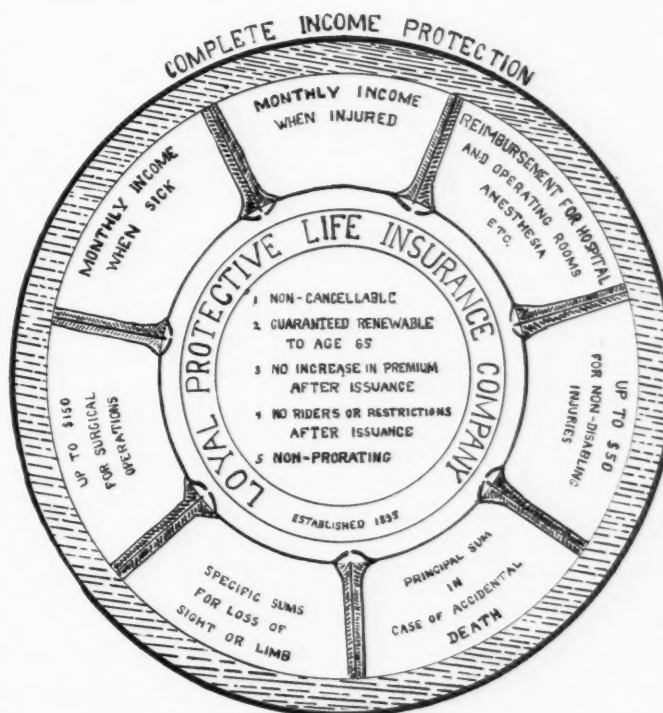 COMPLETE INCOME PROTECTION
MONTHLY INCOME
WHEN INJURED
REIMBURSEMENT FOR HOSPITAL
AND OPERATING ROOMS
ANESTHESIA
ETC.
UP TO $50
FOR NON-DISABLING
INJURIES
PRINCIPAL SUM
IN
CASE OF ACCIDENTAL
DEATH
SPECIFIC SUMS
FOR LOSS OF
SIGHT OR LIMB
UP TO $150
FOR SURGICAL
OPERATIONS
MONTHLY INCOME
WHEN SICK
LOYAL PROTECTIVE LIFE INSURANCE COMPANY
1 NON-CANCELLABLE
2 GUARANTEED RENEWABLE
TO AGE 65
3 NO INCREASE IN PREMIUM
AFTER ISSUANCE
4 NO RIDERS OR RESTRICTIONS
AFTER ISSUANCE
5 NON-PRORATING
ESTABLISHED 1895